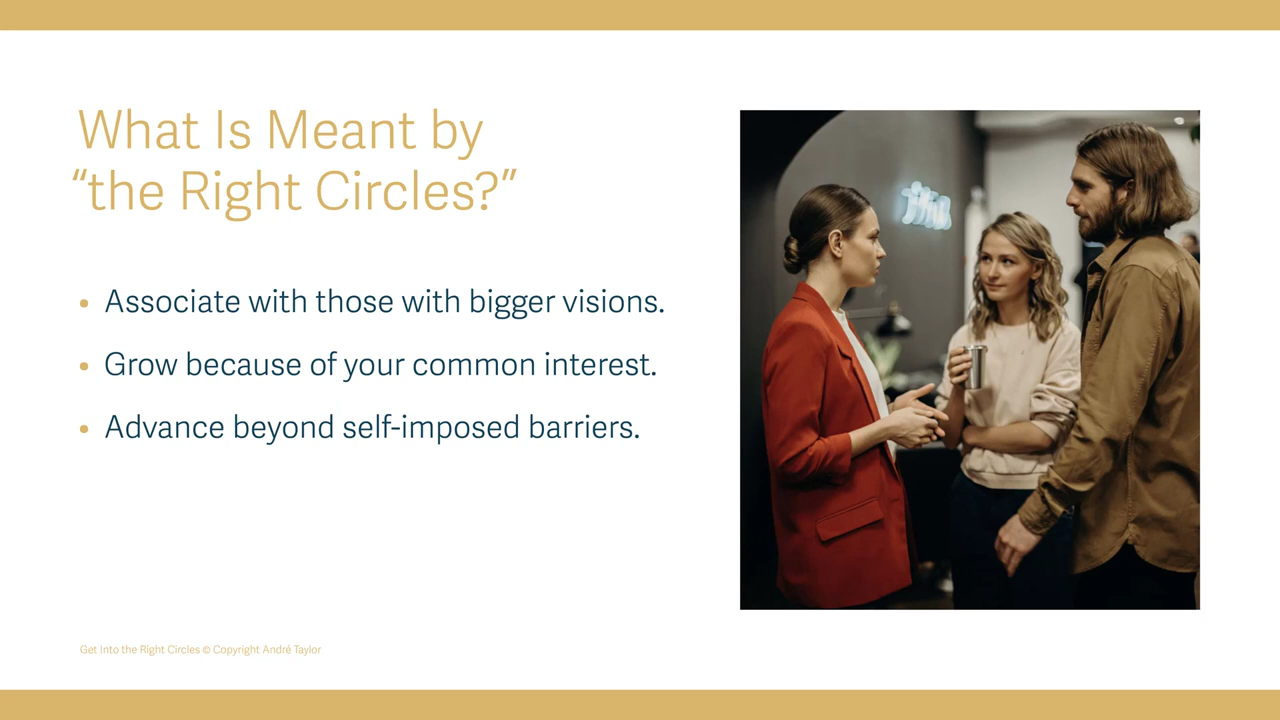 What Is Meant by
“the Right Circles?”
• Associate with those with bigger visions.
• Grow because of your common interest.
• Advance beyond self-imposed barriers.
Get Into the Right Circles © Copyright André Taylor